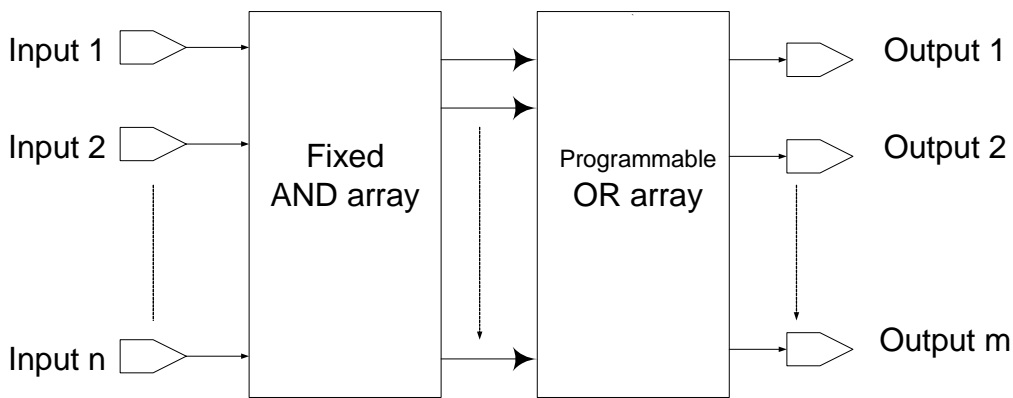 Input 1
Input 2
Input n
Fixed
AND array
Programmable
OR array
Output 1
Output 2
Output m